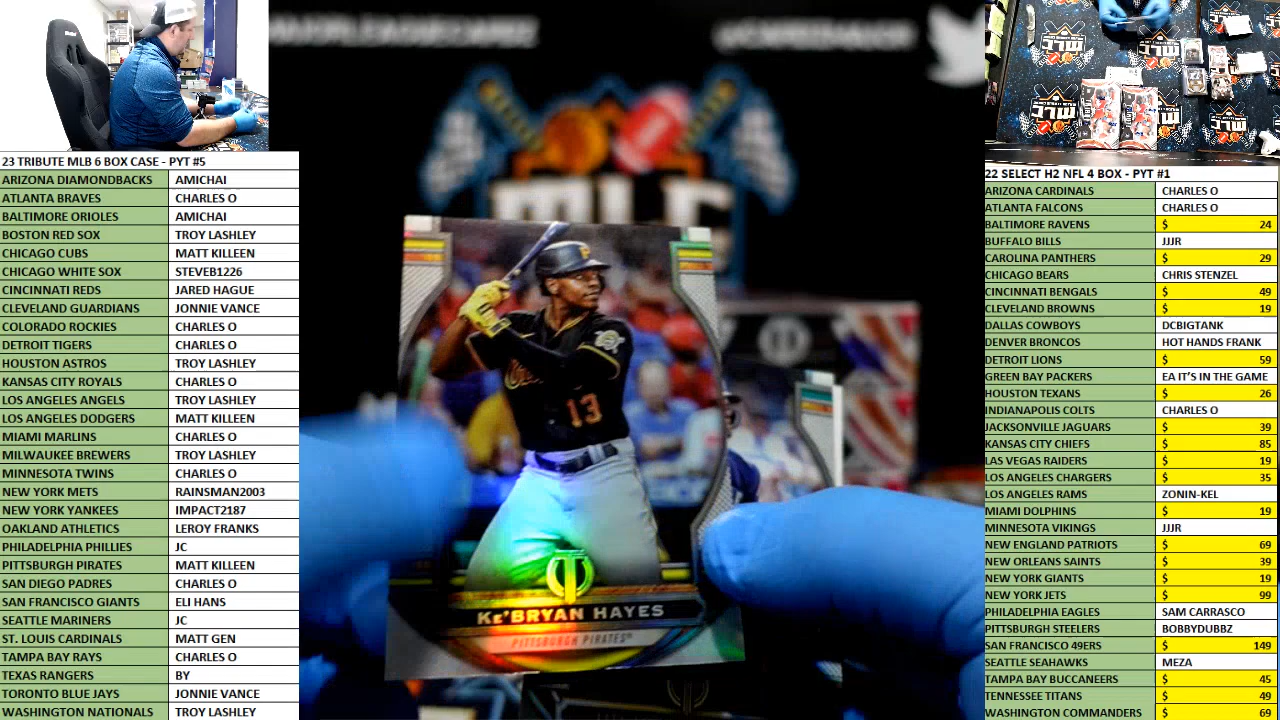 23 TRIBUTE MLB 6 BOX CASE - PYT #5
ARIZONA DIAMONDBACKS AMICHAI
ATLANTA BRAVES CHARLES O
BALTIMORE ORIOLES AMICHAI
BOSTON RED SOX TROY LASHLEY
CHICAGO CUBS MATT KILLEEN
CHICAGO WHITE SOX STEVEB1226
CINCINNATI REDS JARED HAGUE
CLEVELAND GUARDIANS JONNIE VANCE
COLORADO ROCKIES CHARLES O
DETROIT TIGERS CHARLES O
HOUSTON ASTROS TROY LASHLEY
KANSAS CITY ROYALS CHARLES O
LOS ANGELES ANGELS TROY LASHLEY
LOS ANGELES DODGERS MATT KILLEEN
MIAMI MARLINS CHARLES O
MILWAUKEE BREWERS TROY LASHLEY
MINNESOTA TWINS CHARLES O
NEW YORK METS RAINSMAN2003
NEW YORK YANKEES IMPACT2187
OAKLAND ATHLETICS LEROY FRANKS
PHILADELPHIA PHILLIES JC
PITTSBURGH PIRATES MATT KILLEEN
SAN DIEGO PADRES CHARLES O
SAN FRANCISCO GIANTS ELI HANS
SEATTLE MARINERS JC
ST. LOUIS CARDINALS MATT GEN
TAMPA BAY RAYS CHARLES O
TEXAS RANGERS BY
TORONTO BLUE JAYS JONNIE VANCE
WASHINGTON NATIONALS TROY LASHLEY
13
KE'BRYAN HAYES
PITTSBURGH PIRATES
22 SELECT H2 NFL 4 BOX - PYT #1
ARIZONA CARDINALS CHARLES O
ATLANTA FALCONS CHARLES O
BALTIMORE RAVENS $ 24
BUFFALO BILLS JJJR
CAROLINA PANTHERS $ 29
CHICAGO BEARS CHRIS STENZEL
CINCINNATI BENGALS $ 49
CLEVELAND BROWNS $ 19
DALLAS COWBOYS DCBIGTANK
DENVER BRONCOS HOT HANDS FRANK
DETROIT LIONS $ 59
GREEN BAY PACKERS EA IT'S IN THE GAME
HOUSTON TEXANS $ 26
INDIANAPOLIS COLTS CHARLES O
JACKSONVILLE JAGUARS $ 39
KANSAS CITY CHIEFS $ 85
LAS VEGAS RAIDERS $ 19
LOS ANGELES CHARGERS $ 35
LOS ANGELES RAMS ZONIN-KEL
MIAMI DOLPHINS $ 19
MINNESOTA VIKINGS JJJR
NEW ENGLAND PATRIOTS $ 69
NEW ORLEANS SAINTS $ 39
NEW YORK GIANTS $ 19
NEW YORK JETS $ 99
PHILADELPHIA EAGLES SAM CARRASCO
PITTSBURGH STEELERS BOBBYDUBBZ
SAN FRANCISCO 49ERS $ 149
SEATTLE SEAHAWKS MEZA
TAMPA BAY BUCCANEERS $ 45
TENNESSEE TITANS $ 49
WASHINGTON COMMANDERS $ 69